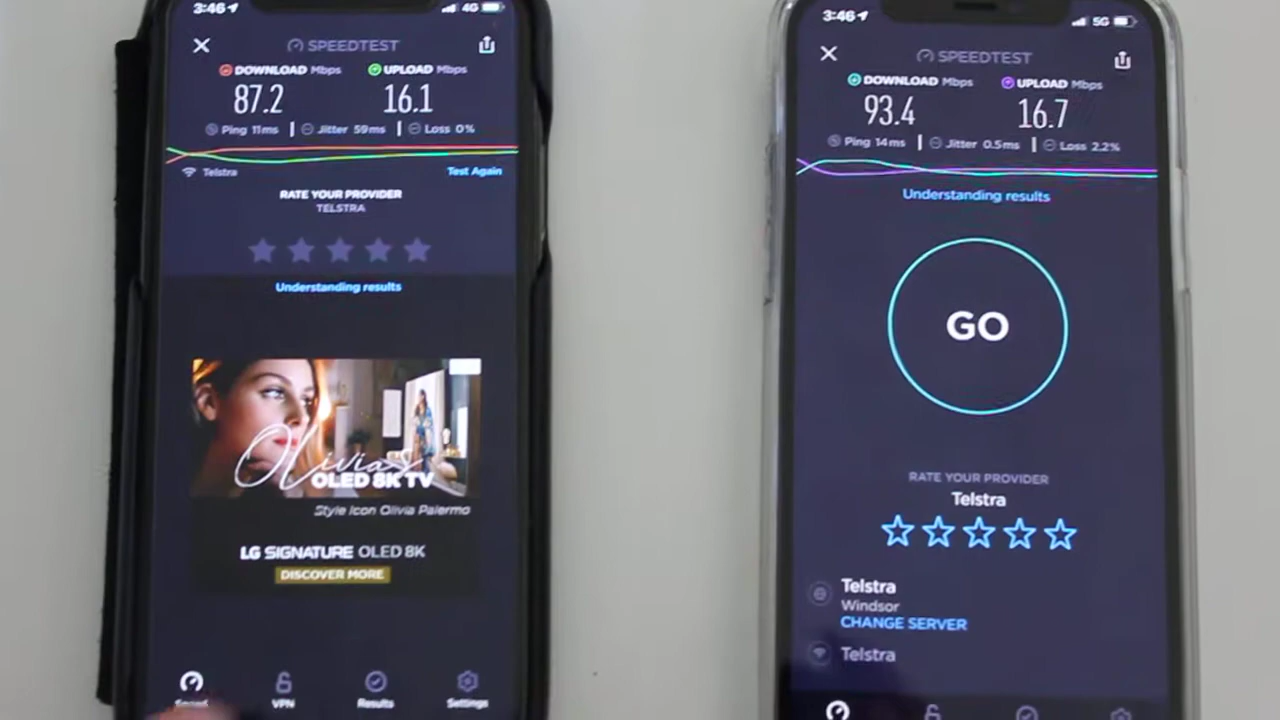 3:46
4G
SPEEDTEST
DOWNLOAD Mbps
UPLOAD Mbps
87.2
16.1
Ping 11ms
Jitter 59ms
Loss 0%
Telstra
Test Again
RATE YOUR PROVIDER
TELSTRA
Understanding results
Olivia's
OLED 8K TV
Style Icon Olivia Palermo
LG SIGNATURE OLED 8K
DISCOVER MORE
Speed
VPN
Results
Settings
3:46
5G
SPEEDTEST
DOWNLOAD Mbps
UPLOAD Mbps
93.4
16.7
Ping 14ms
Jitter 0.5ms
Loss 2.2%
Understanding results
GO
RATE YOUR PROVIDER
Telstra
Telstra
Windsor
CHANGE SERVER
Telstra